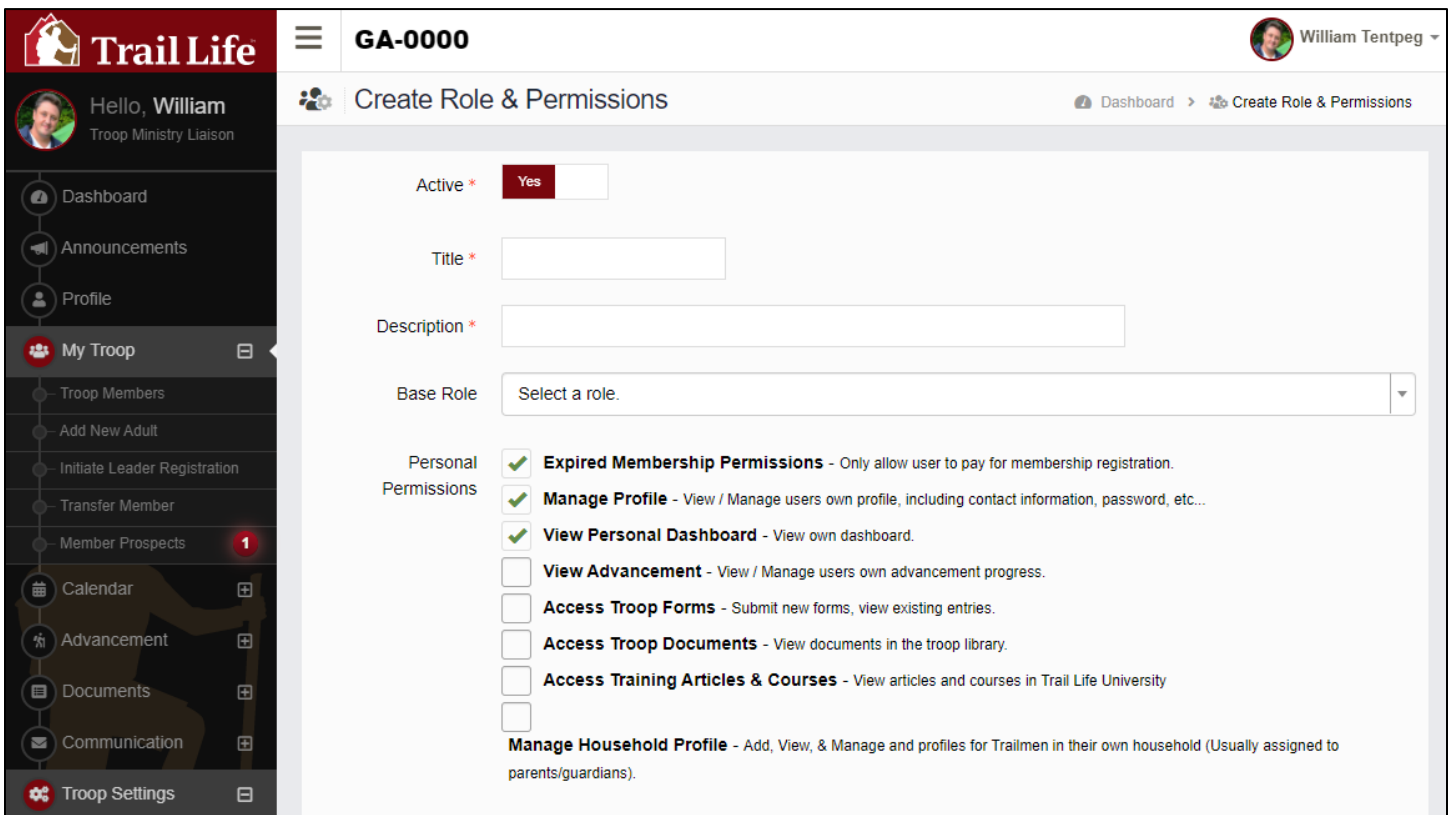 Trail Life
GA-0000
William Tentpeg
Hello, William
Troop Ministry Liaison
Create Role & Permissions
Dashboard > Create Role & Permissions
Dashboard
Announcements
Profile
My Troop
Troop Members
Add New Adult
Initiate Leader Registration
Transfer Member
Member Prospects 1
Calendar
Advancement
Documents
Communication
Troop Settings
Active *
Yes
Title *
Description *
Base Role
Select a role.
Personal
Permissions
Expired Membership Permissions - Only allow user to pay for membership registration.
Manage Profile - View / Manage users own profile, including contact information, password, etc...
View Personal Dashboard - View own dashboard.
View Advancement - View / Manage users own advancement progress.
Access Troop Forms - Submit new forms, view existing entries.
Access Troop Documents - View documents in the troop library.
Access Training Articles & Courses - View articles and courses in Trail Life University
Manage Household Profile - Add, View, & Manage and profiles for Trailmen in their own household (Usually assigned to
parents/guardians).